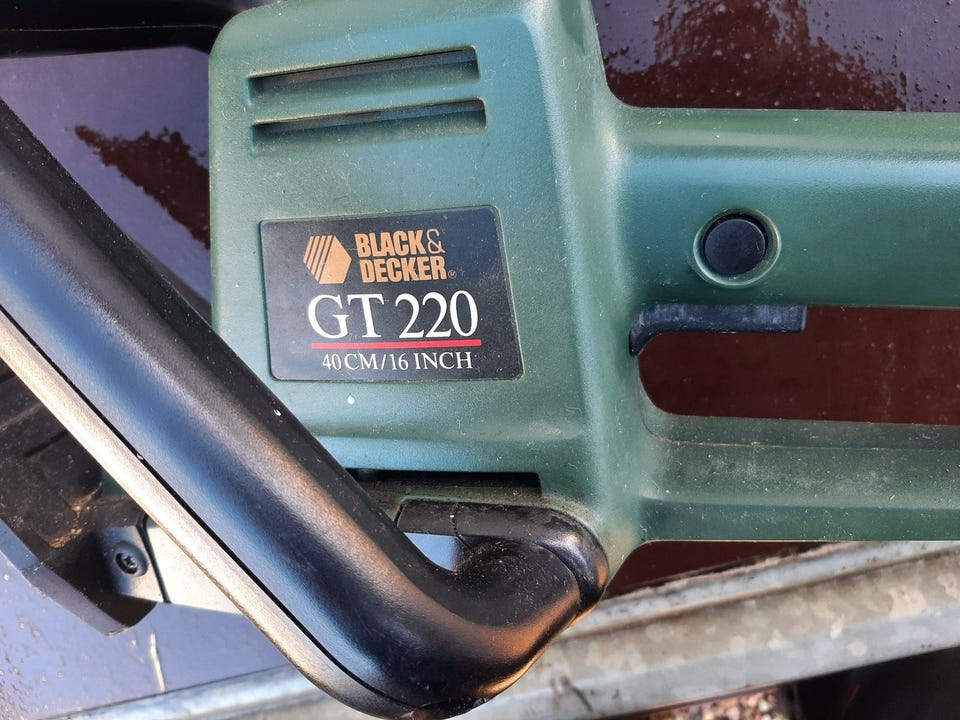 BLACK&
DECKER®
GT 220
40 CM/16 INCH